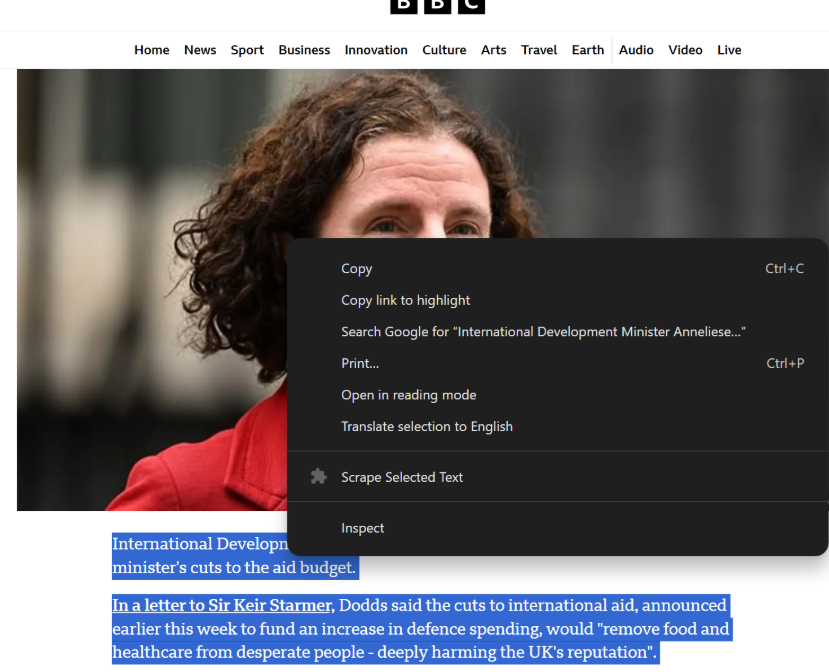 BBC
Home News Sport Business Innovation Culture Arts Travel Earth Audio Video Live
Copy Ctrl+C
Copy link to highlight
Search Google for “International Development Minister Anneliese...”
Print... Ctrl+P
Open in reading mode
Translate selection to English
Scrape Selected Text
Inspect
International
minister's cuts to the aid budget.
In a letter to Sir Keir Starmer, Dodds said the cuts to international aid, announced
earlier this week to fund an increase in defence spending, would "remove food and
healthcare from desperate people - deeply harming the UK's reputation".